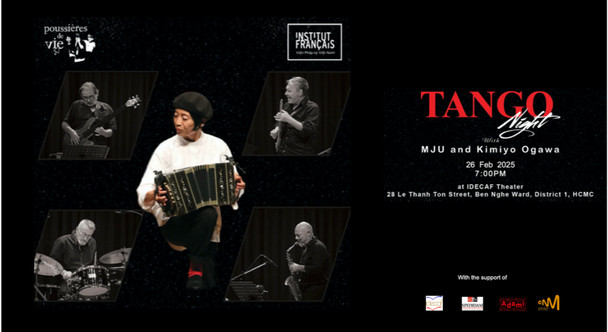 poussières
de
vie
INSTITUT
FRANÇAIS
TANGO
Night
With
MJU and Kimiyo Ogawa
26 Feb 2025
7:00PM
at IDECAF Theater
28 Le Thanh Ton Street, Ben Nghe Ward, District 1, HCMC
With the support of
Adami